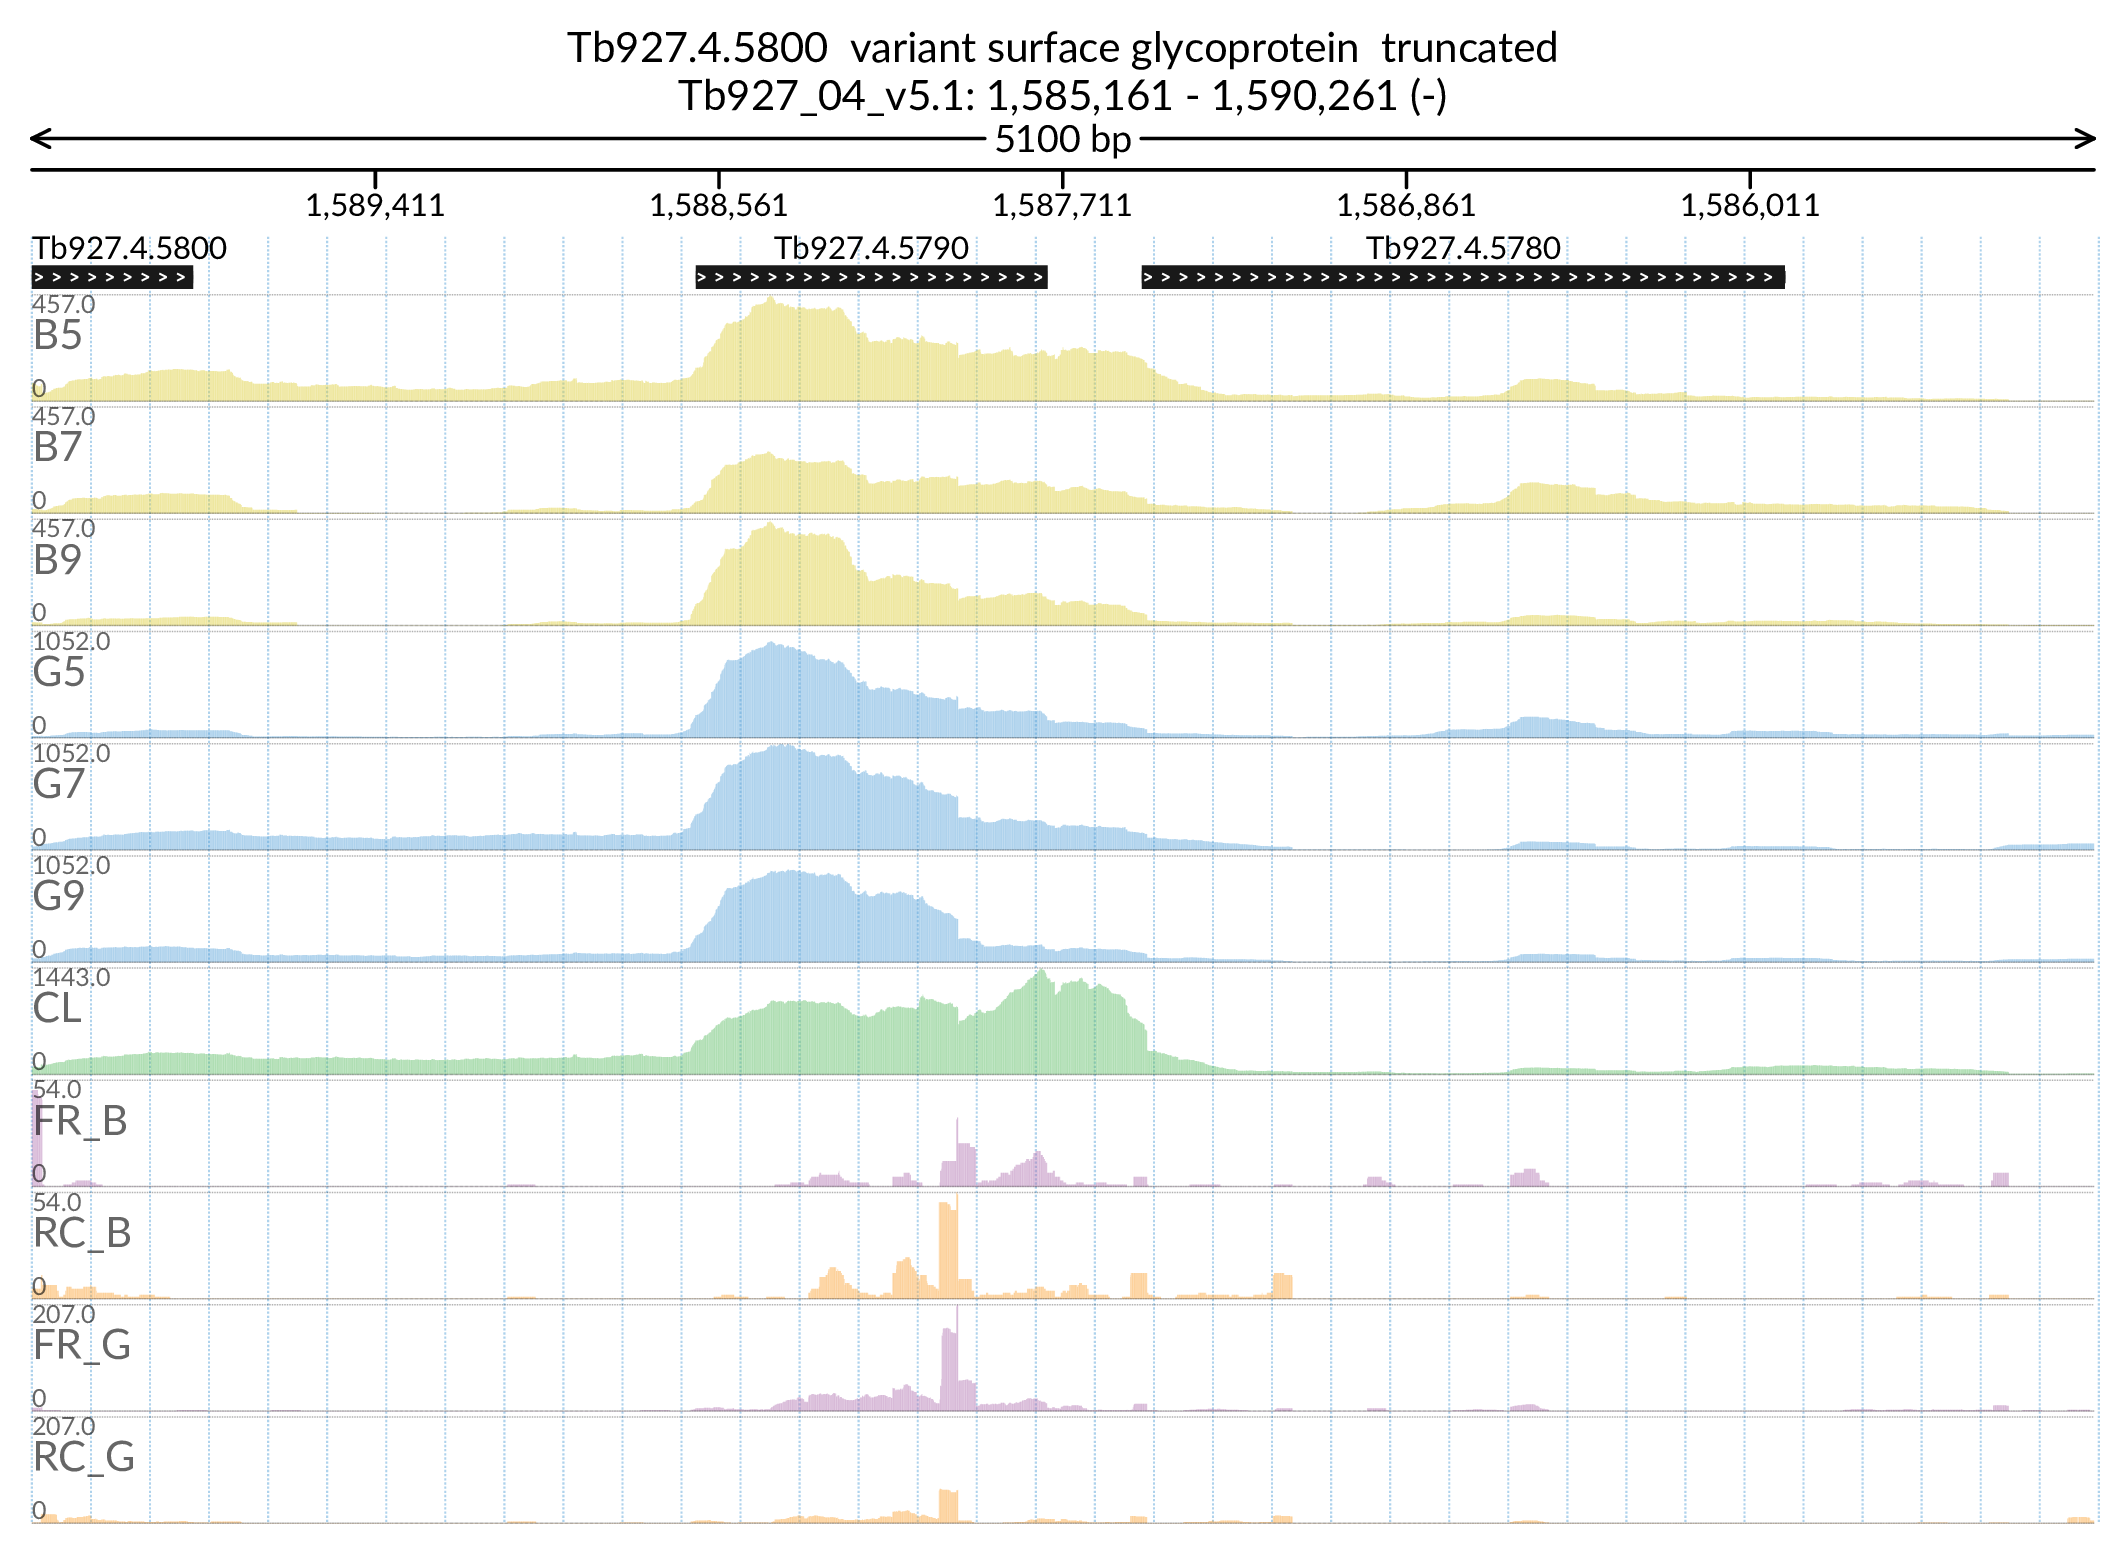 Tb927.4.5800 variant surface glycoprotein truncated
Tb927_04_v5.1: 1,585,161 - 1,590,261 (-)
5100 bp
1,589,411 1,588,561 1,587,711 1,586,861 1,586,011
Tb927.4.5800 Tb927.4.5790 Tb927.4.5780
457.0
B5
0
457.0
B7
0
457.0
B9
0
1052.0
G5
0
1052.0
G7
0
1052.0
G9
0
1443.0
CL
0
54.0
FR_B
0
54.0
RC_B
0
207.0
FR_G
0
207.0
RC_G
0